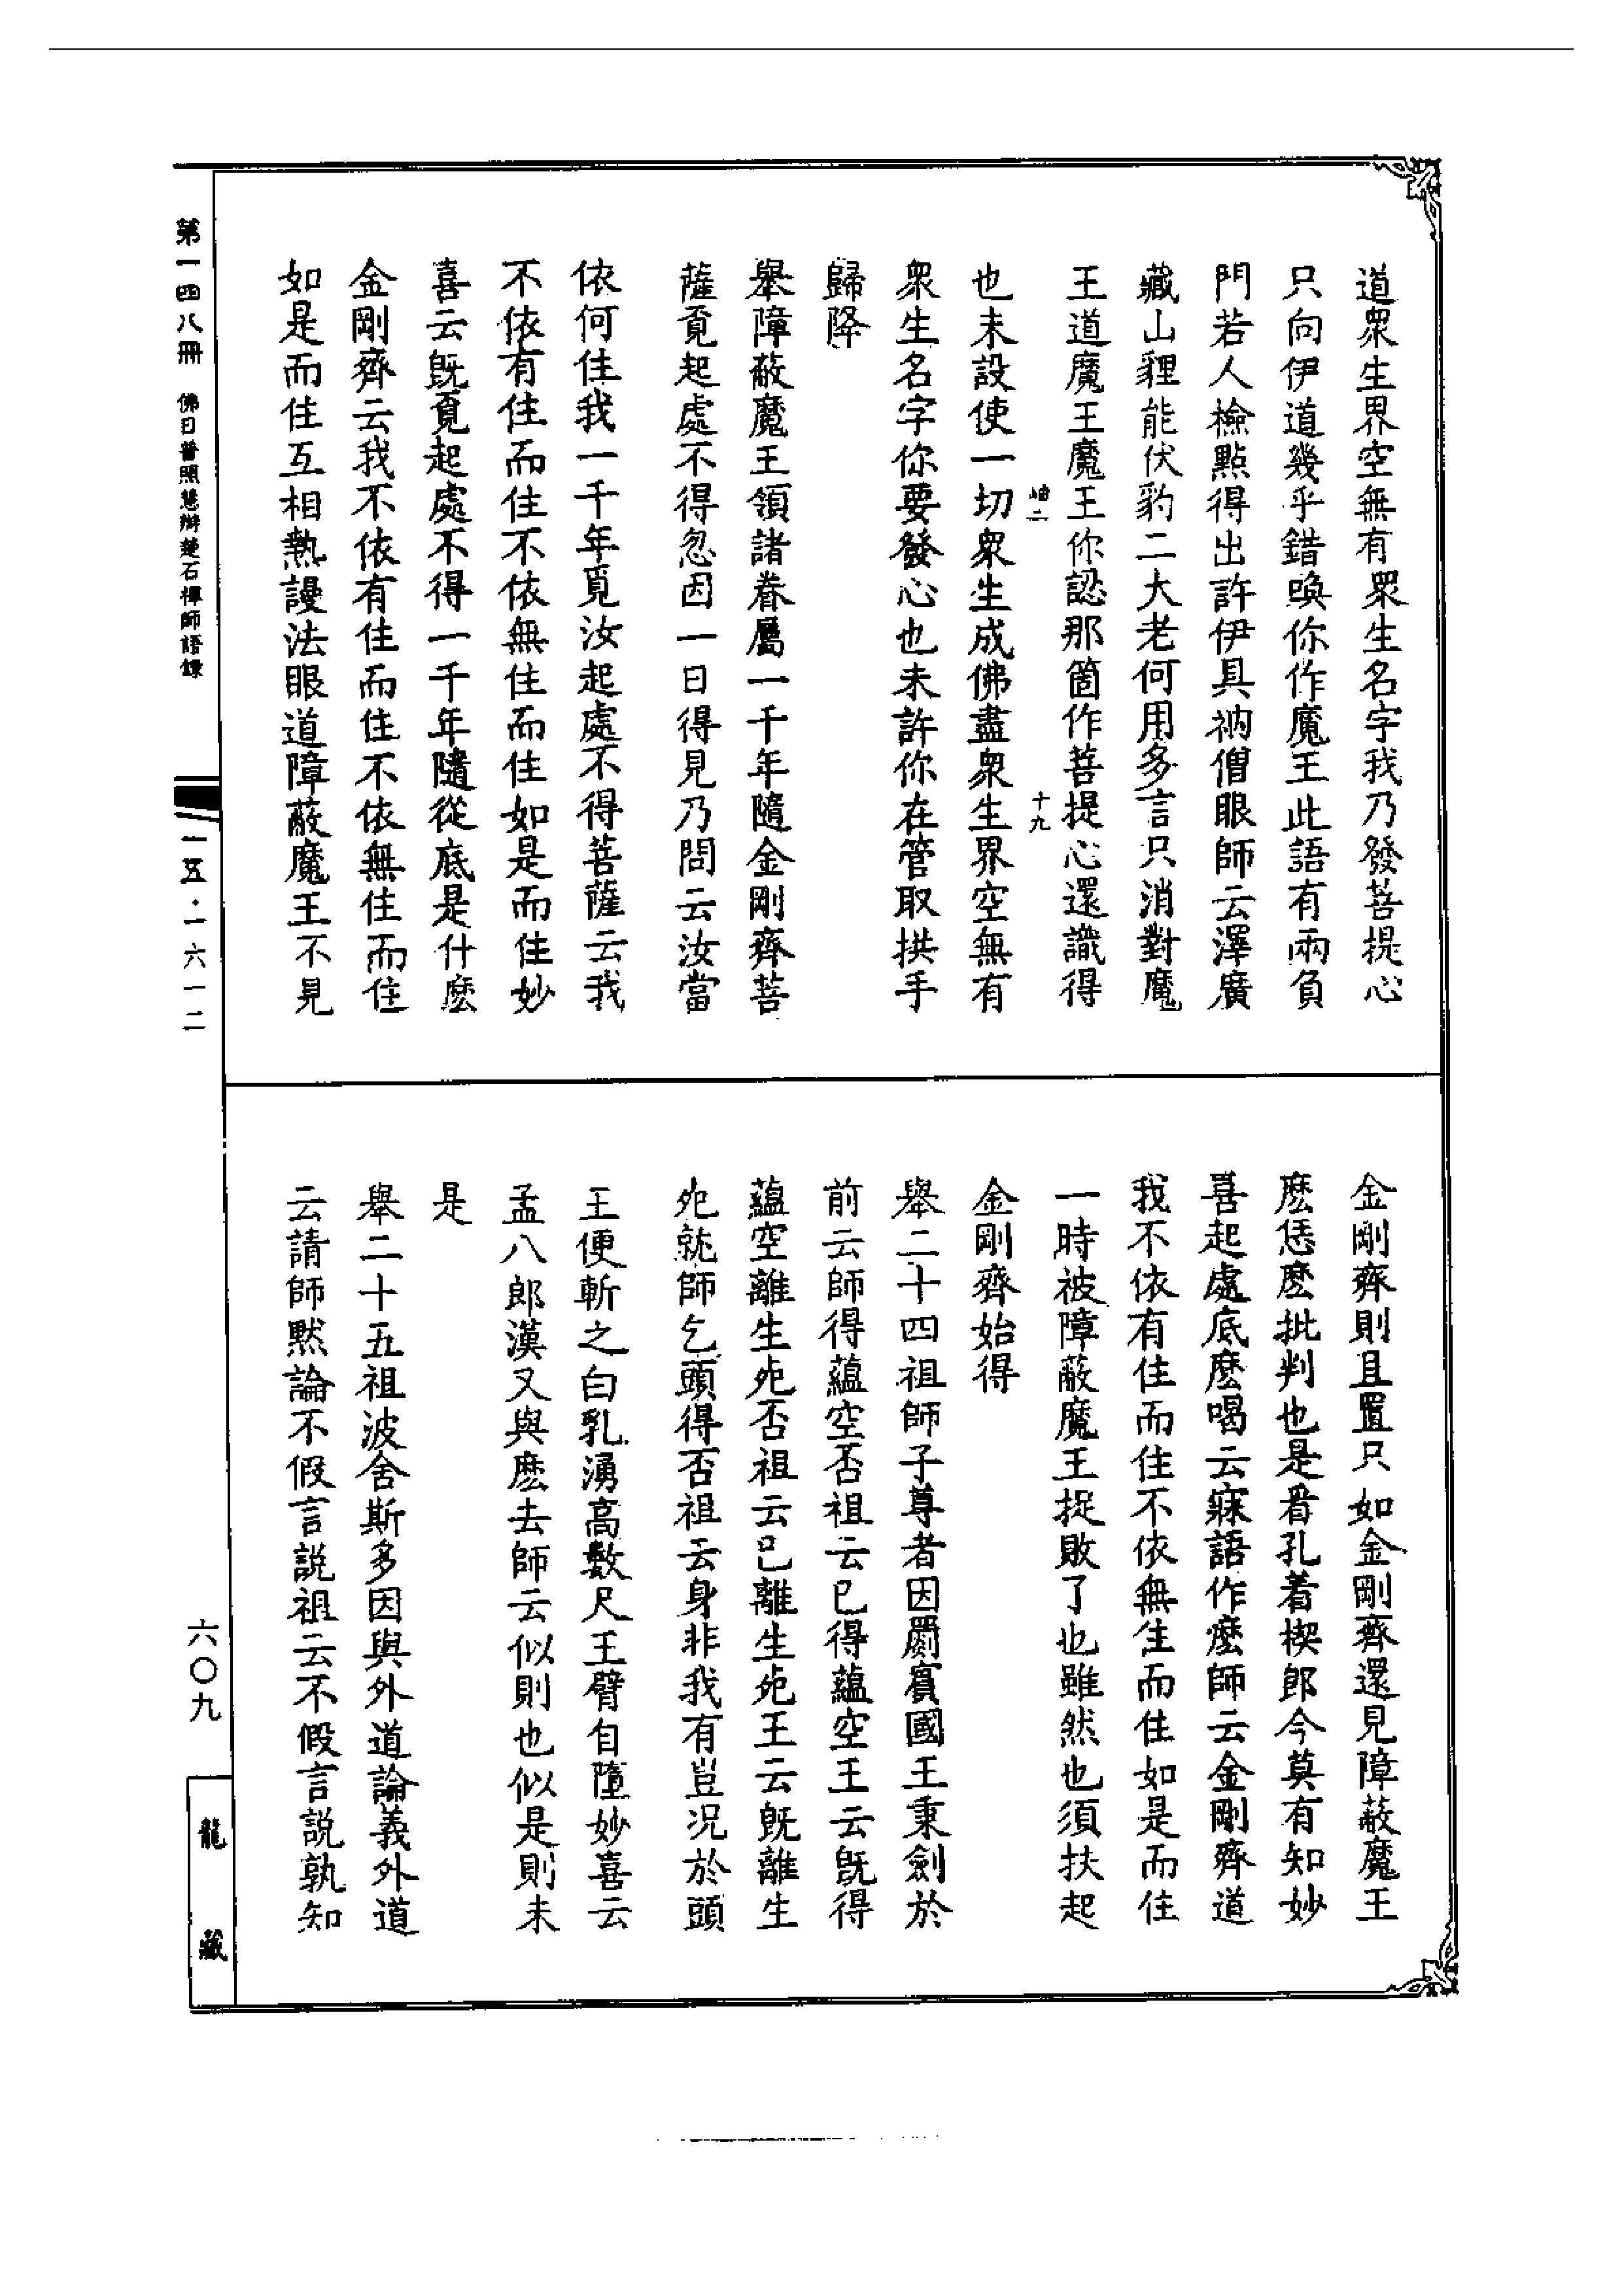 道眾生界空無有眾生名字我乃發菩提心
只向伊道幾乎錯喚你作魔王此語有兩負
門若人檢點得出許伊具衲僧眼師云澤廣
藏山貍能伏豹二大老何用多言只消對魔
王道魔王魔王你認那箇作菩提心還識得
岫二 十九
也未設使一切眾生成佛盡眾生界空無有
眾生名字你要發心也未許你在管取拱手
歸降
舉障蔽魔王領諸眷屬一千年隨金剛齊菩
薩覓起處不得忽因一日得見乃問云汝當
依何住我一千年覓汝起處不得菩薩云我
不依有住而住不依無住而住如是而住妙
喜云既覓起處不得一千年隨從底是什麽
金剛齊云我不依有住而住不依無住而住
如是而住互相熱謾法眼道障蔽魔王不見
金剛齊則且置只如金剛齊還見障蔽魔王
麽恁麽批判也是看孔着楔郎今莫有知妙
喜起處底麽喝云寐語作麽師云金剛齊道
我不依有住而住不依無住而住如是而住
一時被障蔽魔王捉敗了也雖然也須扶起
金剛齊始得
舉二十四祖師子尊者因罽賓國王秉劍於
前云師得蘊空否祖云已得蘊空王云既得
蘊空離生死否祖云已離生死王云既離生
死就師乞頭得否祖云身非我有豈況於頭
王便斬之白乳湧高數尺王臂自墮妙喜云
孟八郎漢又與麽去師云似則也似是則未
是
舉二十五祖波舍斯多因與外道論義外道
云請師默論不假言說祖云不假言說孰知
第一四八冊 佛日普照慧辯楚石禪師語錄
一五·一六一二
六〇九
龍藏